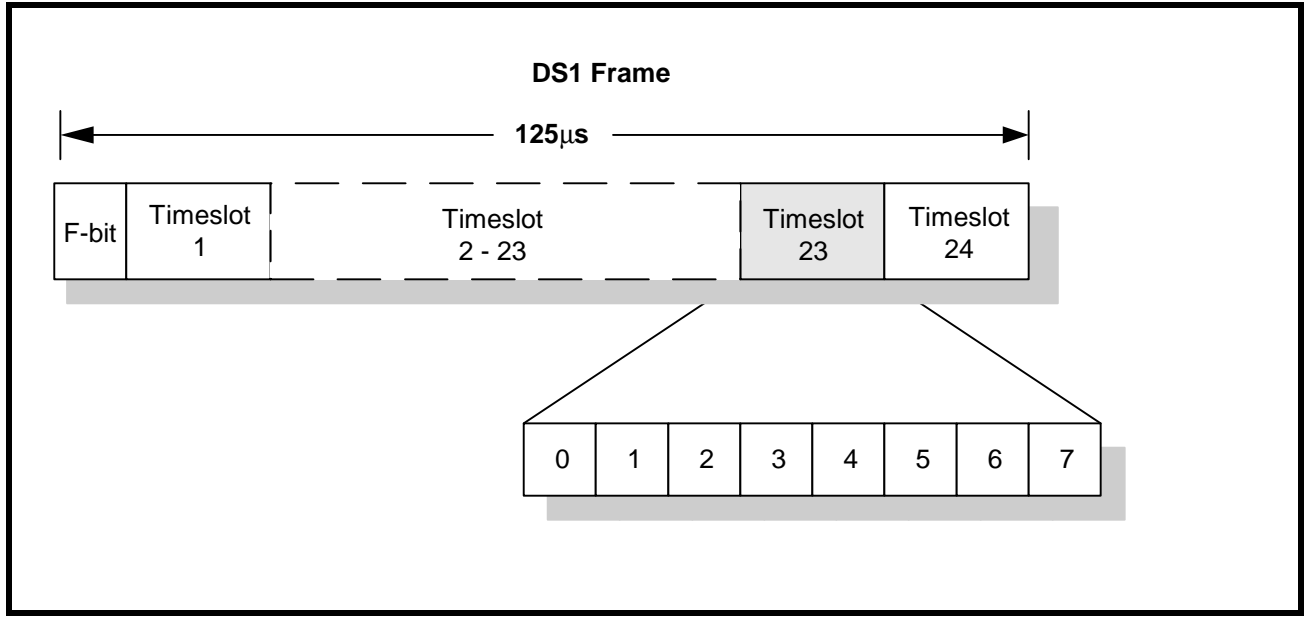 DS1 Frame
125μs
F-bit
Timeslot
1
Timeslot
2 - 23
Timeslot
23
Timeslot
24
0 1 2 3 4 5 6 7